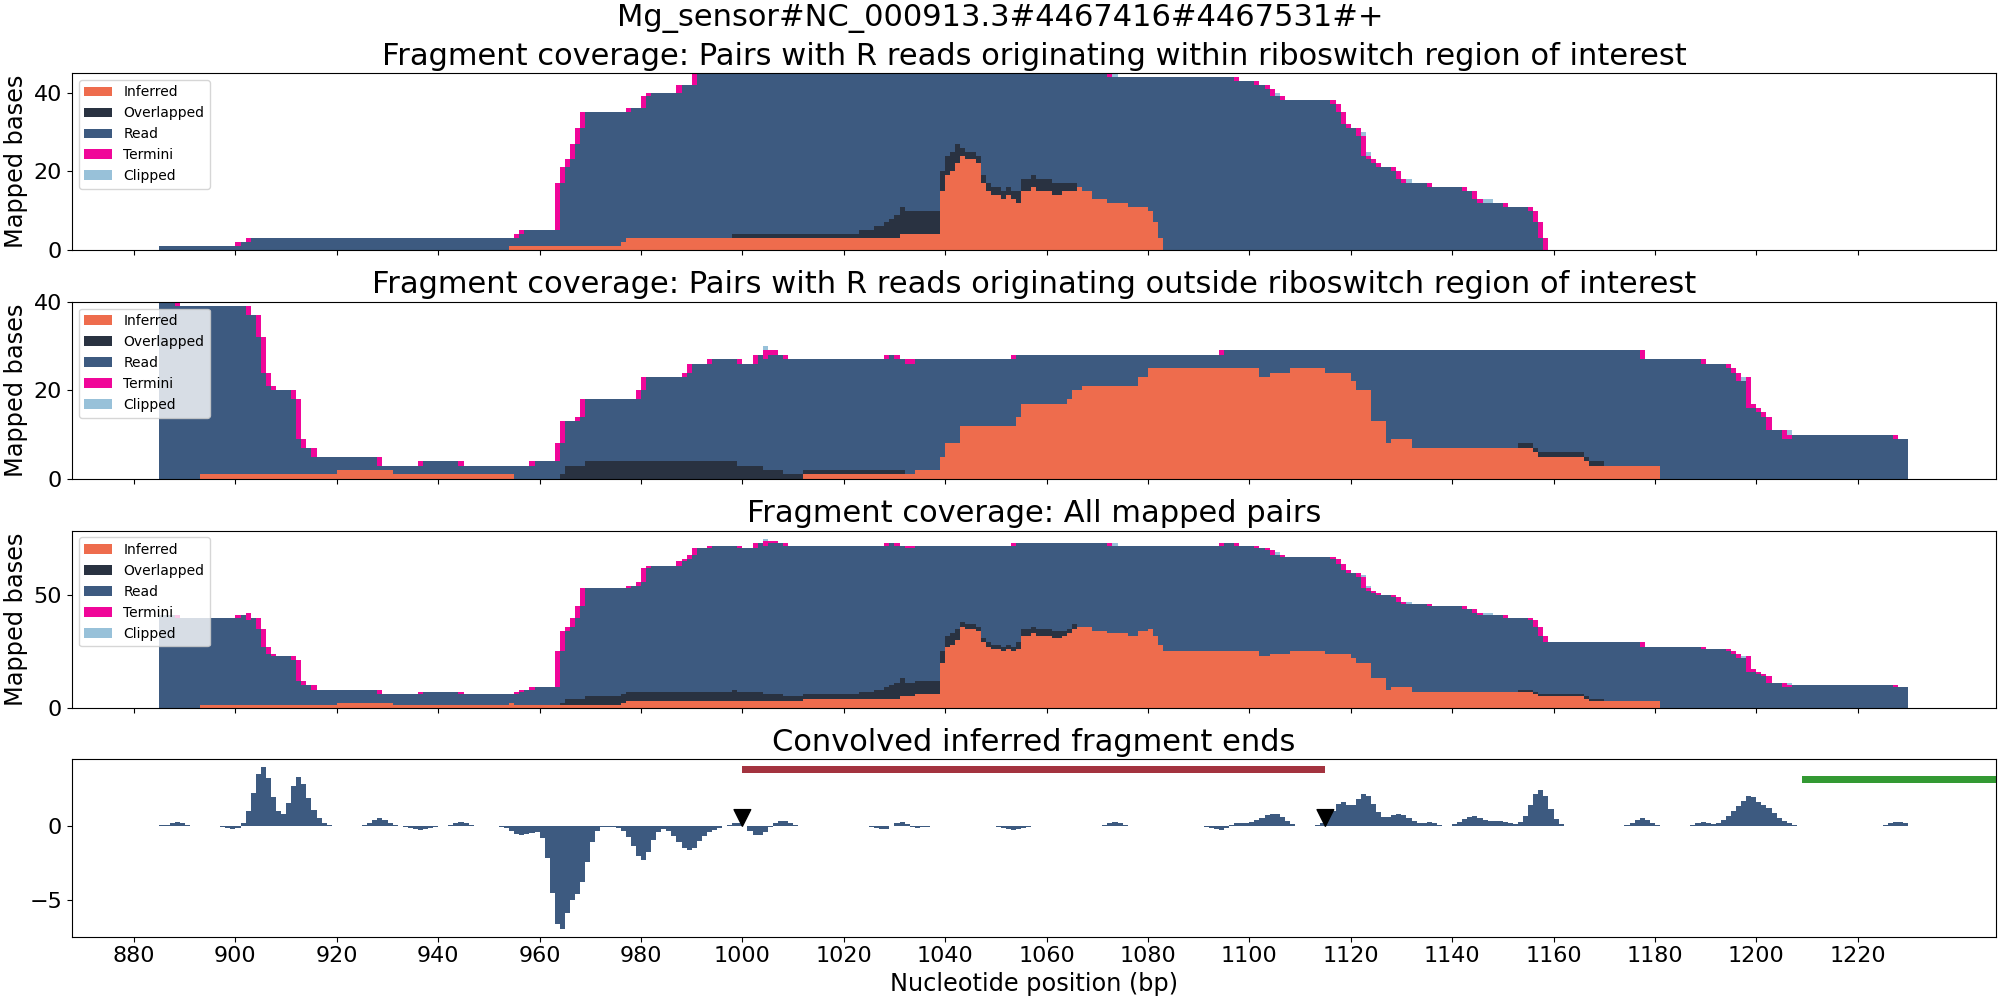 Mg_sensor#NC_000913.3#4467416#4467531#+
Fragment coverage: Pairs with R reads originating within riboswitch region of interest
Mapped bases
40
20
0
Inferred
Overlapped
Read
Termini
Clipped
Fragment coverage: Pairs with R reads originating outside riboswitch region of interest
Mapped bases
40
20
0
Inferred
Overlapped
Read
Termini
Clipped
Fragment coverage: All mapped pairs
Mapped bases
50
0
Inferred
Overlapped
Read
Termini
Clipped
Convolved inferred fragment ends
0
−5
880 900 920 940 960 980 1000 1020 1040 1060 1080 1100 1120 1140 1160 1180 1200 1220
Nucleotide position (bp)